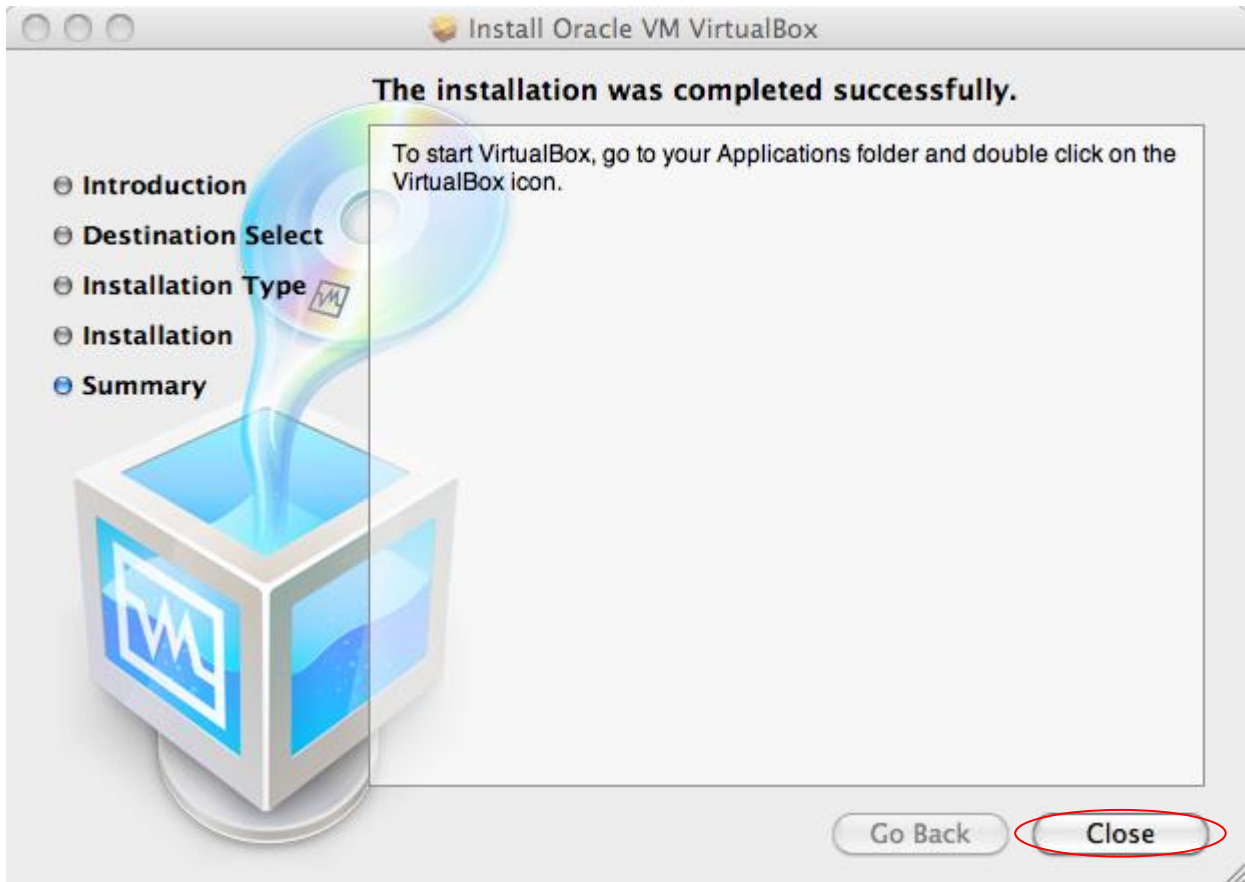 Install Oracle VM VirtualBox
The installation was completed successfully.
Introduction
Destination Select
Installation Type
Installation
Summary
To start VirtualBox, go to your Applications folder and double click on the
VirtualBox icon.
Go Back
Close